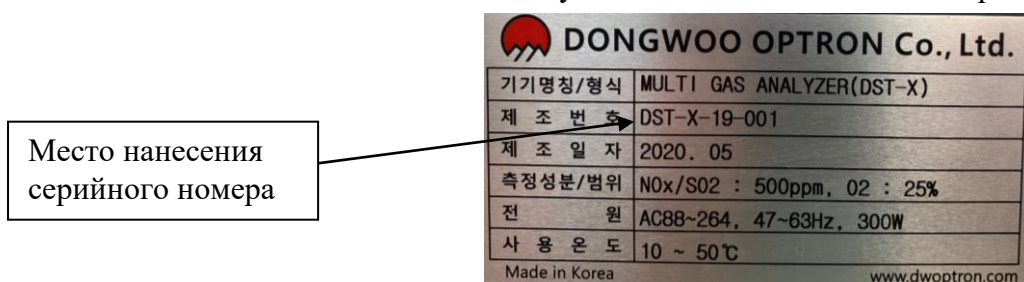 DONGWOO OPTRON Co., Ltd.
기기명칭/형식 MULTI GAS ANALYZER(DST-X)
제 조 번 호 DST-X-19-001
Место нанесения
серийного номера
제 조 일 자 2020. 05
측정성분/범위 NOx/SO2 : 500ppm, O2 : 25%
전 원 AC88~264, 47~63Hz, 300W
사 용 온 도 10 ~ 50℃
Made in Korea www.dwoptron.com